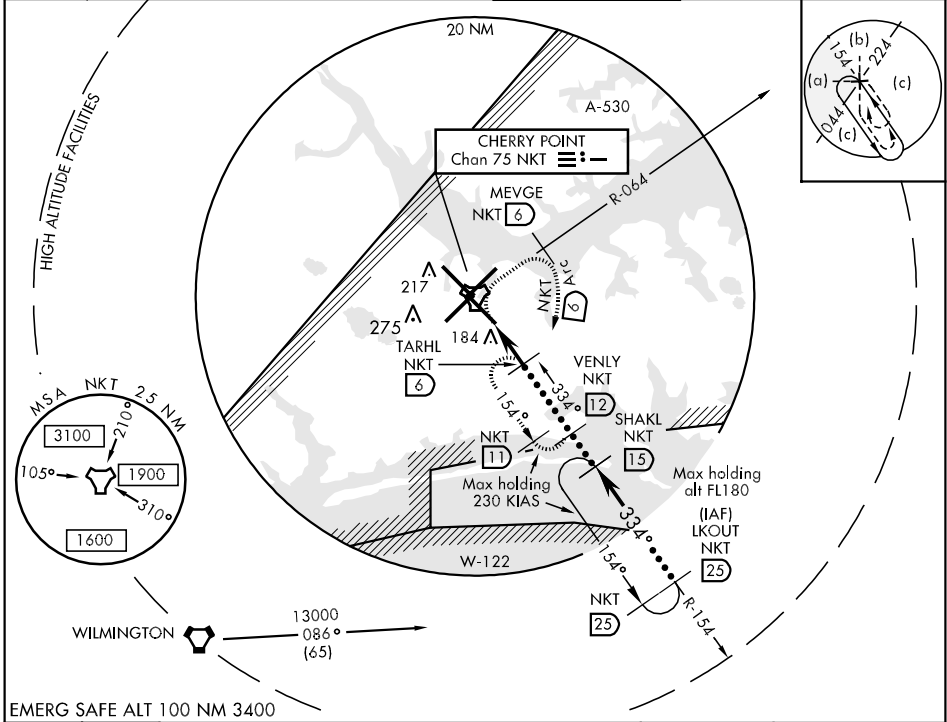 20 NM
HIGH ALTITUDE FACILITIES
A-530
CHERRY POINT
Chan 75 NKT
R-064
MEVGE
NKT 6
NKT 6 Arc
217
275
184
TARHL
NKT
6
VENLY
NKT
12
334°
154°
NKT
11
SHAKL
NKT
15
Max holding
230 KIAS
Max holding
alt FL180
(IAF)
LKOUT
NKT
25
334°
154°
NKT
25
R-154
W-122
MSA NKT 25 NM
3100
210°
105°
1900
310°
1600
WILMINGTON
13000
086°
(65)
EMERG SAFE ALT 100 NM 3400
154
(b)
224
(a)
(c)
044
(c)